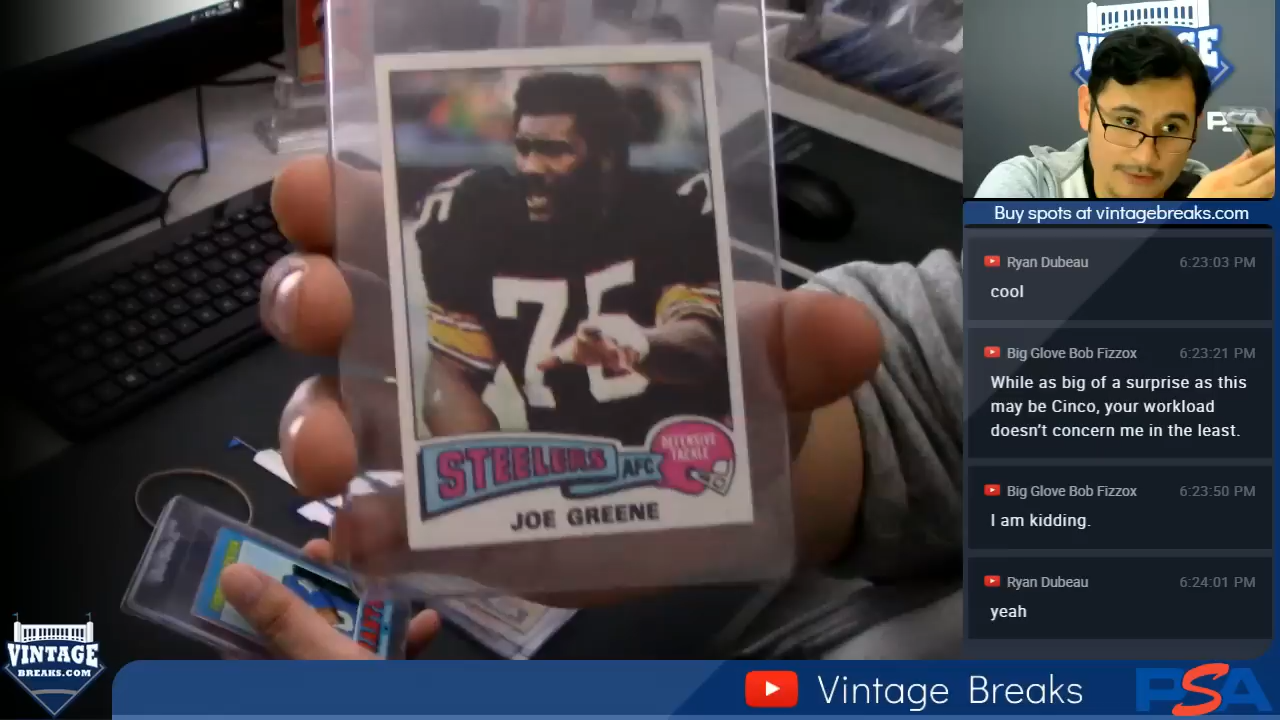 VINTAGE
PSA
Buy spots at vintagebreaks.com
Ryan Dubeau 6:23:03 PM
cool
Big Glove Bob Fizzox 6:23:21 PM
While as big of a surprise as this
may be Cinco, your workload
doesn't concern me in the least.
Big Glove Bob Fizzox 6:23:50 PM
I am kidding.
Ryan Dubeau 6:24:01 PM
yeah
75
75
DEFENSIVE
TACKLE
STEELERS AFC
JOE GREENE
VINTAGE
BREAKS.COM
Vintage Breaks
PSA